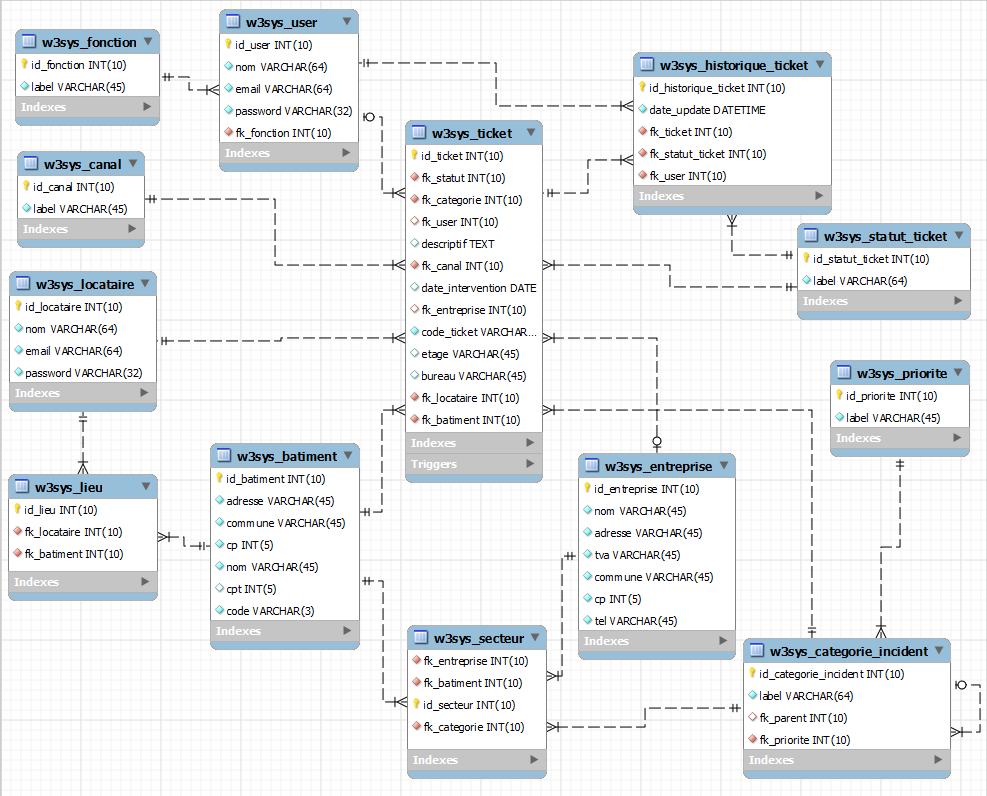 w3sys_fonction
id_fonction INT(10)
label VARCHAR(45)
Indexes
w3sys_user
id_user INT(10)
nom VARCHAR(64)
email VARCHAR(64)
password VARCHAR(32)
fk_fonction INT(10)
Indexes
w3sys_historique_ticket
id_historique_ticket INT(10)
date_update DATETIME
fk_ticket INT(10)
fk_statut_ticket INT(10)
fk_user INT(10)
Indexes
w3sys_canal
id_canal INT(10)
label VARCHAR(45)
Indexes
w3sys_ticket
id_ticket INT(10)
fk_statut INT(10)
fk_categorie INT(10)
fk_user INT(10)
descriptif TEXT
fk_canal INT(10)
date_intervention DATE
fk_entreprise INT(10)
code_ticket VARCHAR...
etage VARCHAR(45)
bureau VARCHAR(45)
fk_locataire INT(10)
fk_batiment INT(10)
Indexes
Triggers
w3sys_statut_ticket
id_statut_ticket INT(10)
label VARCHAR(64)
Indexes
w3sys_locataire
id_locataire INT(10)
nom VARCHAR(64)
email VARCHAR(64)
password VARCHAR(32)
Indexes
w3sys_priorite
id_priorite INT(10)
label VARCHAR(45)
Indexes
w3sys_lieu
id_lieu INT(10)
fk_locataire INT(10)
fk_batiment INT(10)
Indexes
w3sys_batiment
id_batiment INT(10)
adresse VARCHAR(45)
commune VARCHAR(45)
cp INT(5)
nom VARCHAR(45)
cpt INT(5)
code VARCHAR(3)
Indexes
w3sys_entreprise
id_entreprise INT(10)
nom VARCHAR(45)
adresse VARCHAR(45)
tva VARCHAR(45)
commune VARCHAR(45)
cp INT(5)
tel VARCHAR(45)
Indexes
w3sys_secteur
fk_entreprise INT(10)
fk_batiment INT(10)
id_secteur INT(10)
fk_categorie INT(10)
Indexes
w3sys_categorie_incident
id_categorie_incident INT(10)
label VARCHAR(64)
fk_parent INT(10)
fk_priorite INT(10)
Indexes